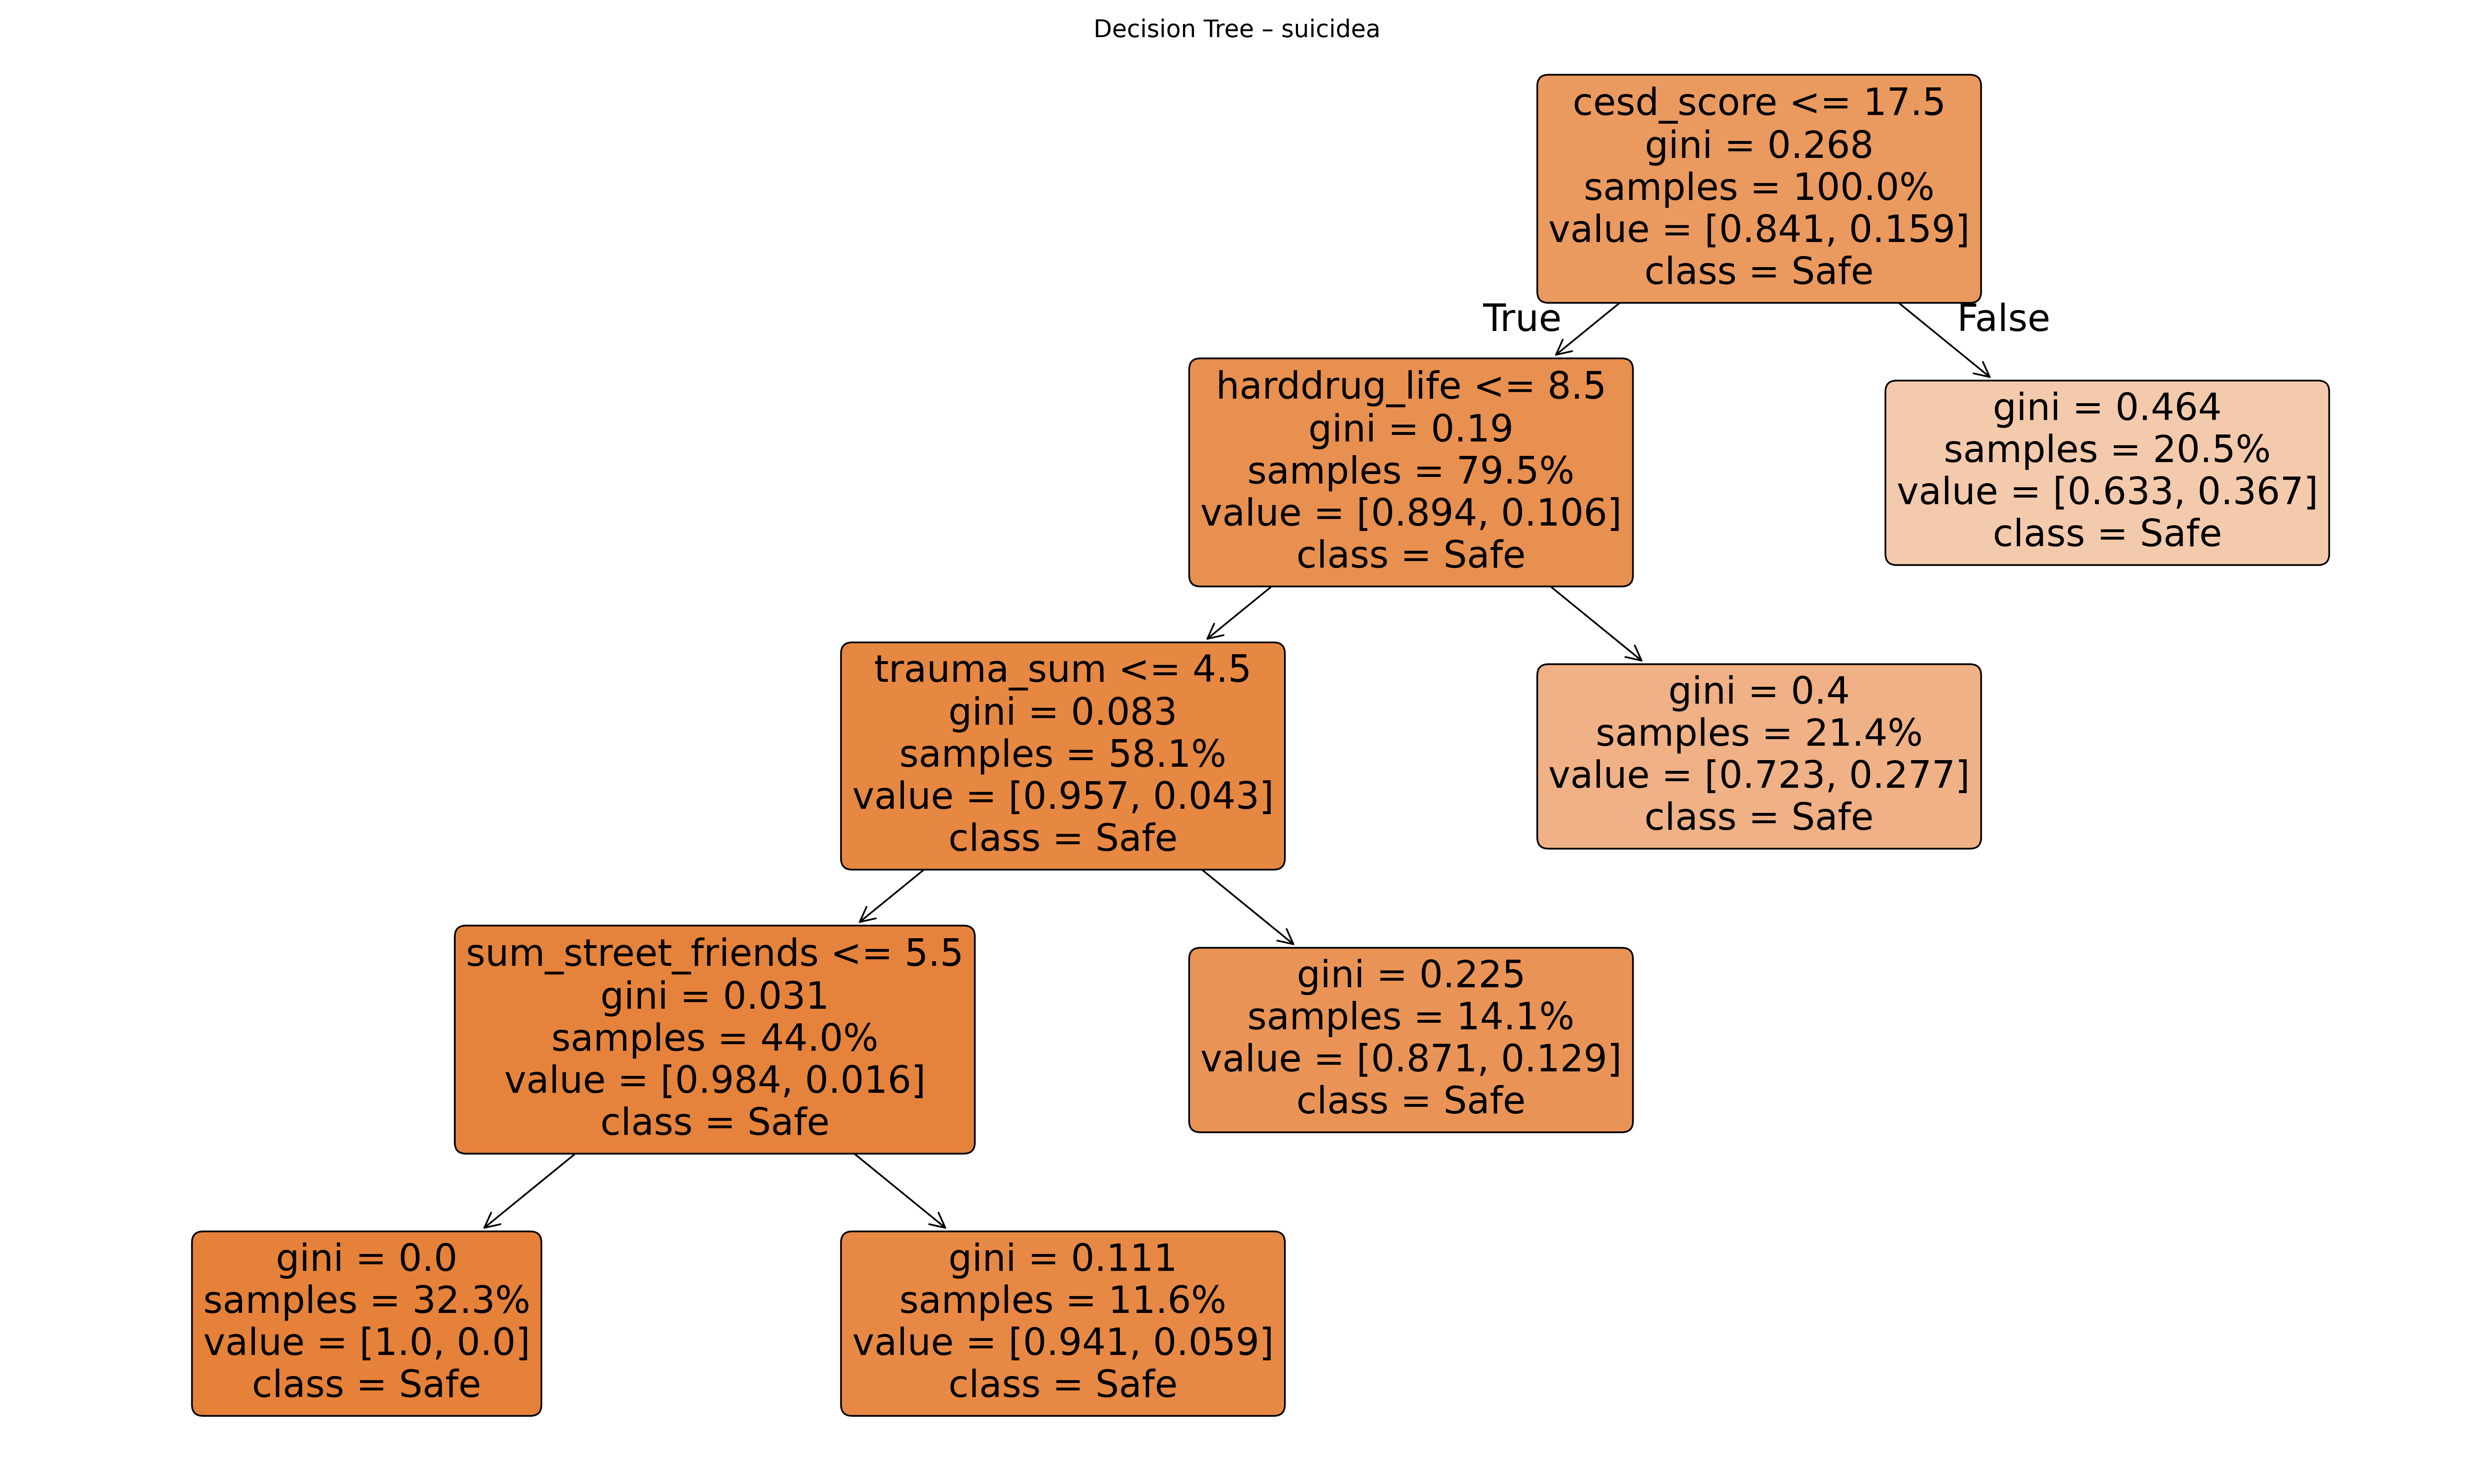 Decision Tree – suicidea
cesd_score <= 17.5
gini = 0.268
samples = 100.0%
value = [0.841, 0.159]
class = Safe
True
False
harddrug_life <= 8.5
gini = 0.19
samples = 79.5%
value = [0.894, 0.106]
class = Safe
gini = 0.464
samples = 20.5%
value = [0.633, 0.367]
class = Safe
trauma_sum <= 4.5
gini = 0.083
samples = 58.1%
value = [0.957, 0.043]
class = Safe
gini = 0.4
samples = 21.4%
value = [0.723, 0.277]
class = Safe
sum_street_friends <= 5.5
gini = 0.031
samples = 44.0%
value = [0.984, 0.016]
class = Safe
gini = 0.225
samples = 14.1%
value = [0.871, 0.129]
class = Safe
gini = 0.0
samples = 32.3%
value = [1.0, 0.0]
class = Safe
gini = 0.111
samples = 11.6%
value = [0.941, 0.059]
class = Safe